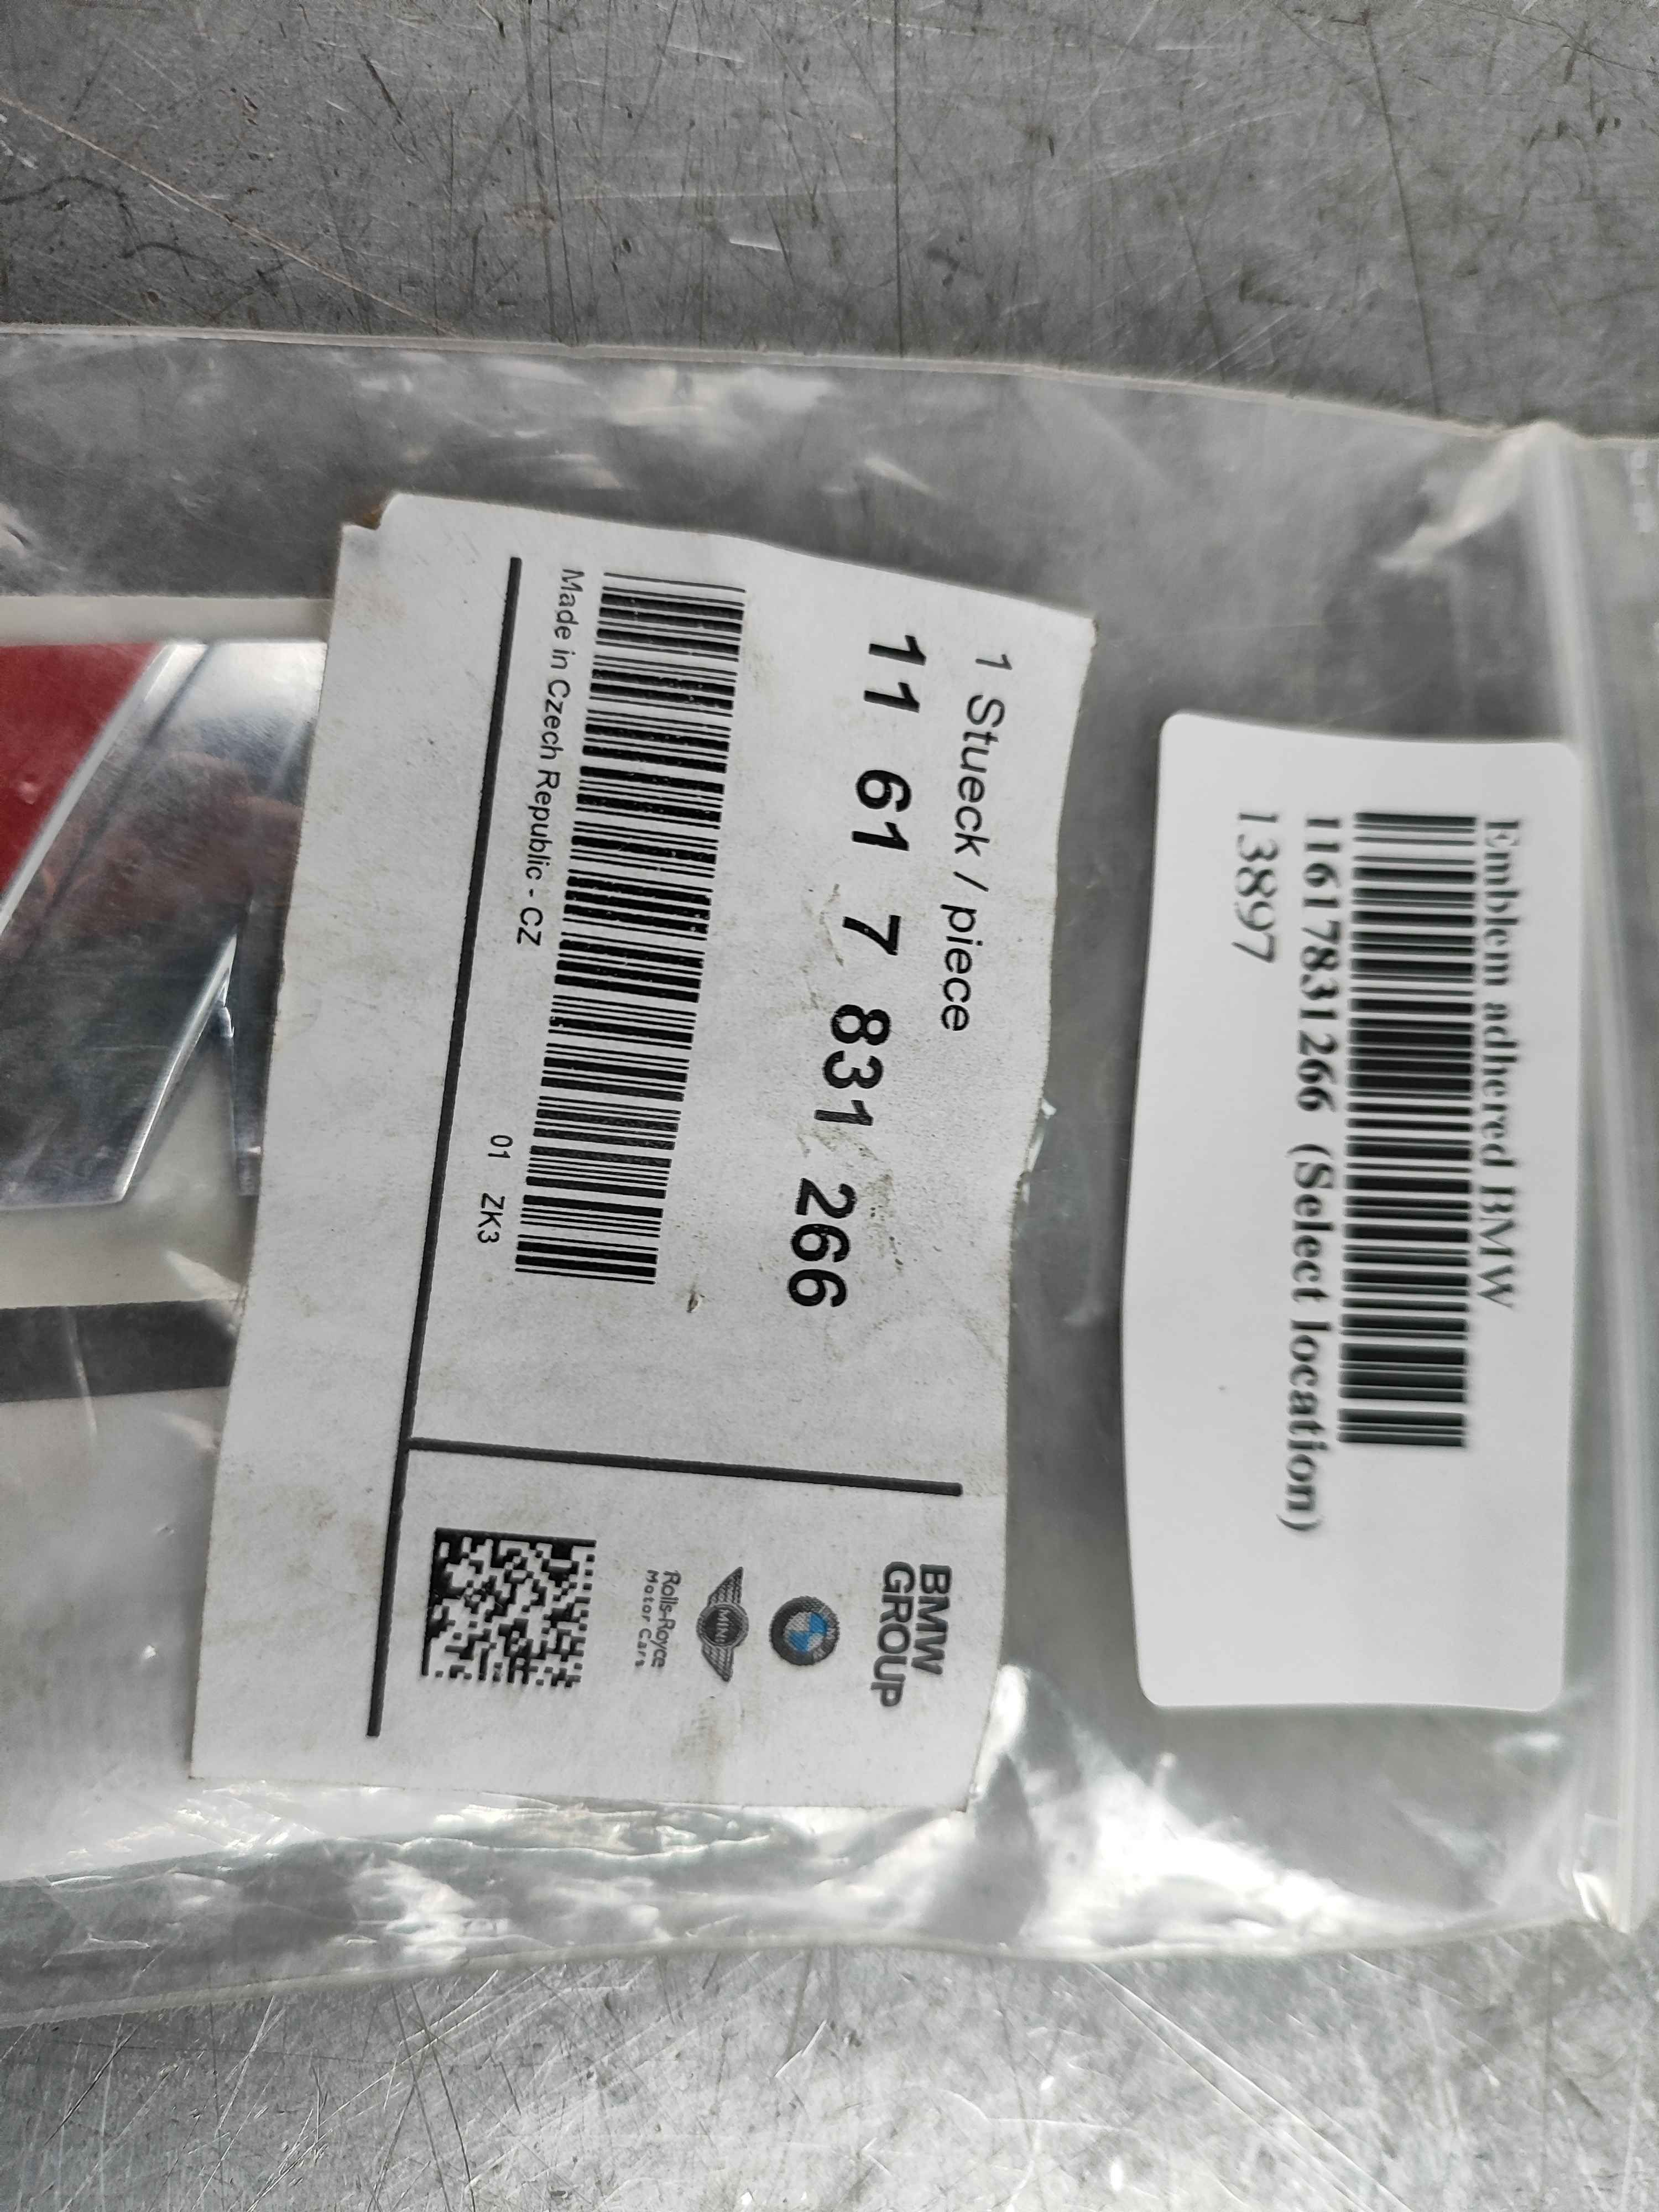 Emblem adhered BMW
11617831266 (Select location)
13897
1 Stueck / piece
11 61 7 831 266
Made in Czech Republic - CZ
01 ZK3
BMW
GROUP
MINI
Rolls-Royce
Motor Cars